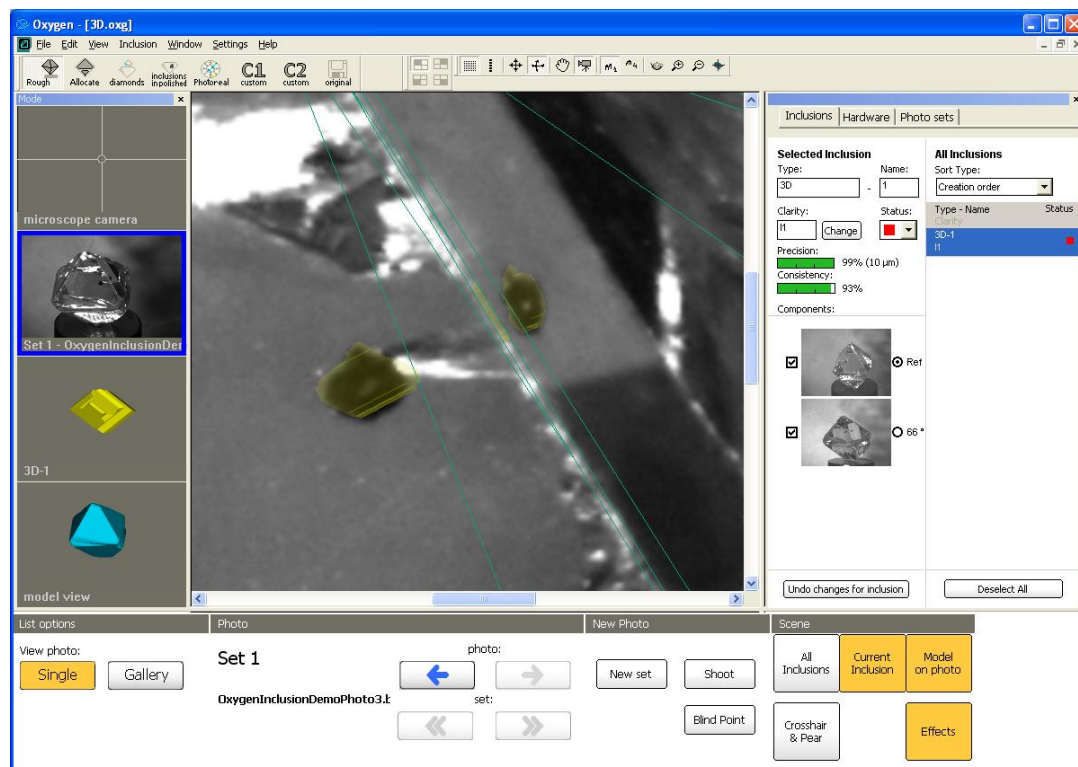 Oxygen - [3D.oxg]
File Edit View Inclusion Window Settings Help
Rough Allocate diamonds inclusions inpolished Photoreal C1 custom C2 custom original
Mode
microscope camera
Set 1 - OxygenInclusionDer
3D-1
model view
Inclusions Hardware Photo sets
Selected Inclusion
Type: Name:
3D - 1
Clarity: Status:
I1 Change
Precision:
99% (10 µm)
Consistency:
93%
Components:
Ref
66 °
Undo changes for inclusion
All Inclusions
Sort Type:
Creation order
Type - Name Status
Clarity
3D-1
I1
Deselect All
List options
View photo:
Single Gallery
Photo
Set 1
photo:
OxygenInclusionDemoPhoto3.b
set:
New Photo
New set Shoot
Blind Point
Scene
All Inclusions
Current Inclusion
Model on photo
Crosshair & Pear
Effects